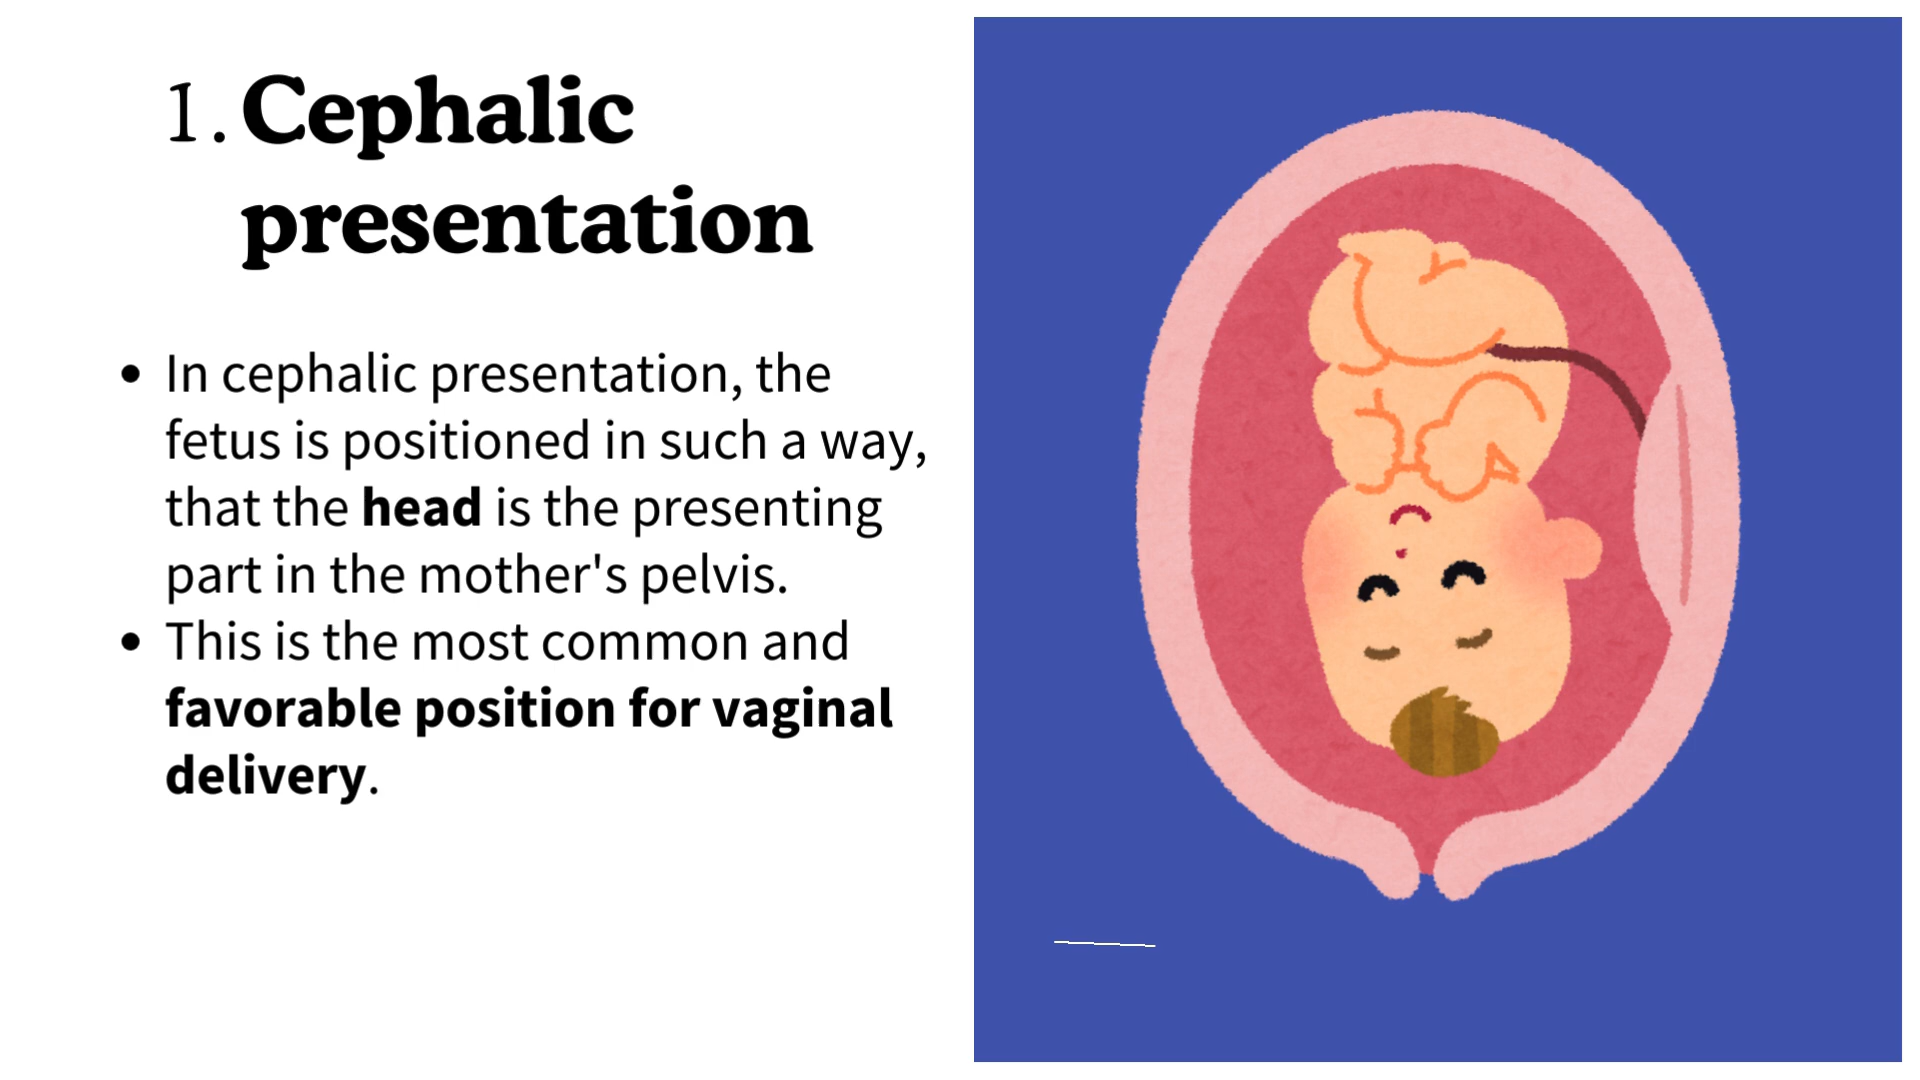 1. Cephalic
presentation
• In cephalic presentation, the
fetus is positioned in such a way,
that the head is the presenting
part in the mother's pelvis.
• This is the most common and
favorable position for vaginal
delivery.